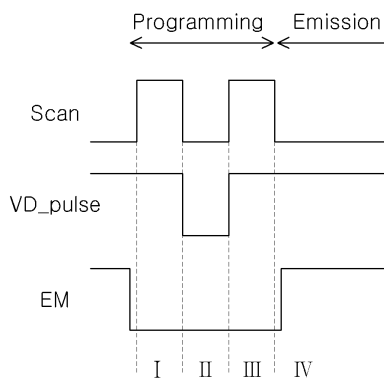 Programming Emission
Scan
VD_pulse
EM
Ⅰ Ⅱ Ⅲ Ⅳ